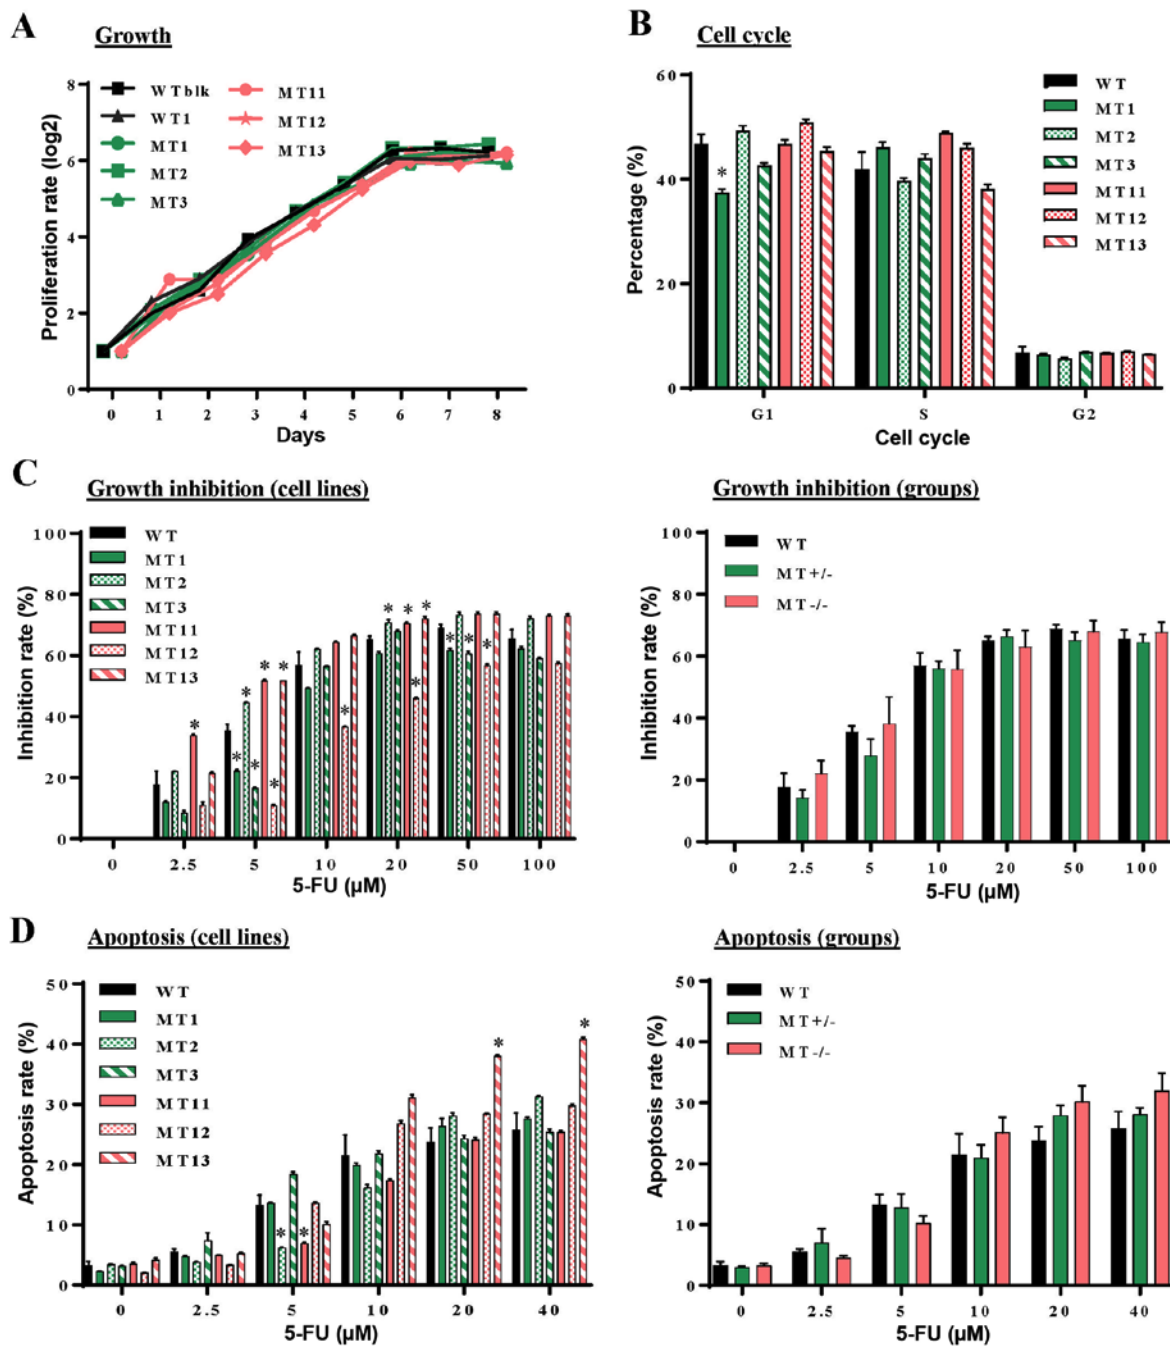 A
Growth
WTblk
WT1
MT1
MT2
MT3
MT11
MT12
MT13
Proliferation rate (log2)
8
6
4
2
0
0 1 2 3 4 5 6 7 8
Days
B
Cell cycle
WT
MT1
MT2
MT3
MT11
MT12
MT13
Percentage (%)
60
40
20
0
*
G1 S G2
Cell cycle
C
Growth inhibition (cell lines)
WT
MT1
MT2
MT3
MT11
MT12
MT13
Inhibition rate (%)
100
80
60
40
20
0
* * * * * * * * * * * * * *
0 2.5 5 10 20 50 100
5-FU (µM)
Growth inhibition (groups)
WT
MT+/-
MT-/-
Inhibition rate (%)
100
80
60
40
20
0
0 2.5 5 10 20 50 100
5-FU (µM)
D
Apoptosis (cell lines)
WT
MT1
MT2
MT3
MT11
MT12
MT13
Apoptosis rate (%)
50
40
30
20
10
0
* * * *
0 2.5 5 10 20 40
5-FU (µM)
Apoptosis (groups)
WT
MT+/-
MT-/-
Apoptosis rate (%)
50
40
30
20
10
0
0 2.5 5 10 20 40
5-FU (µM)